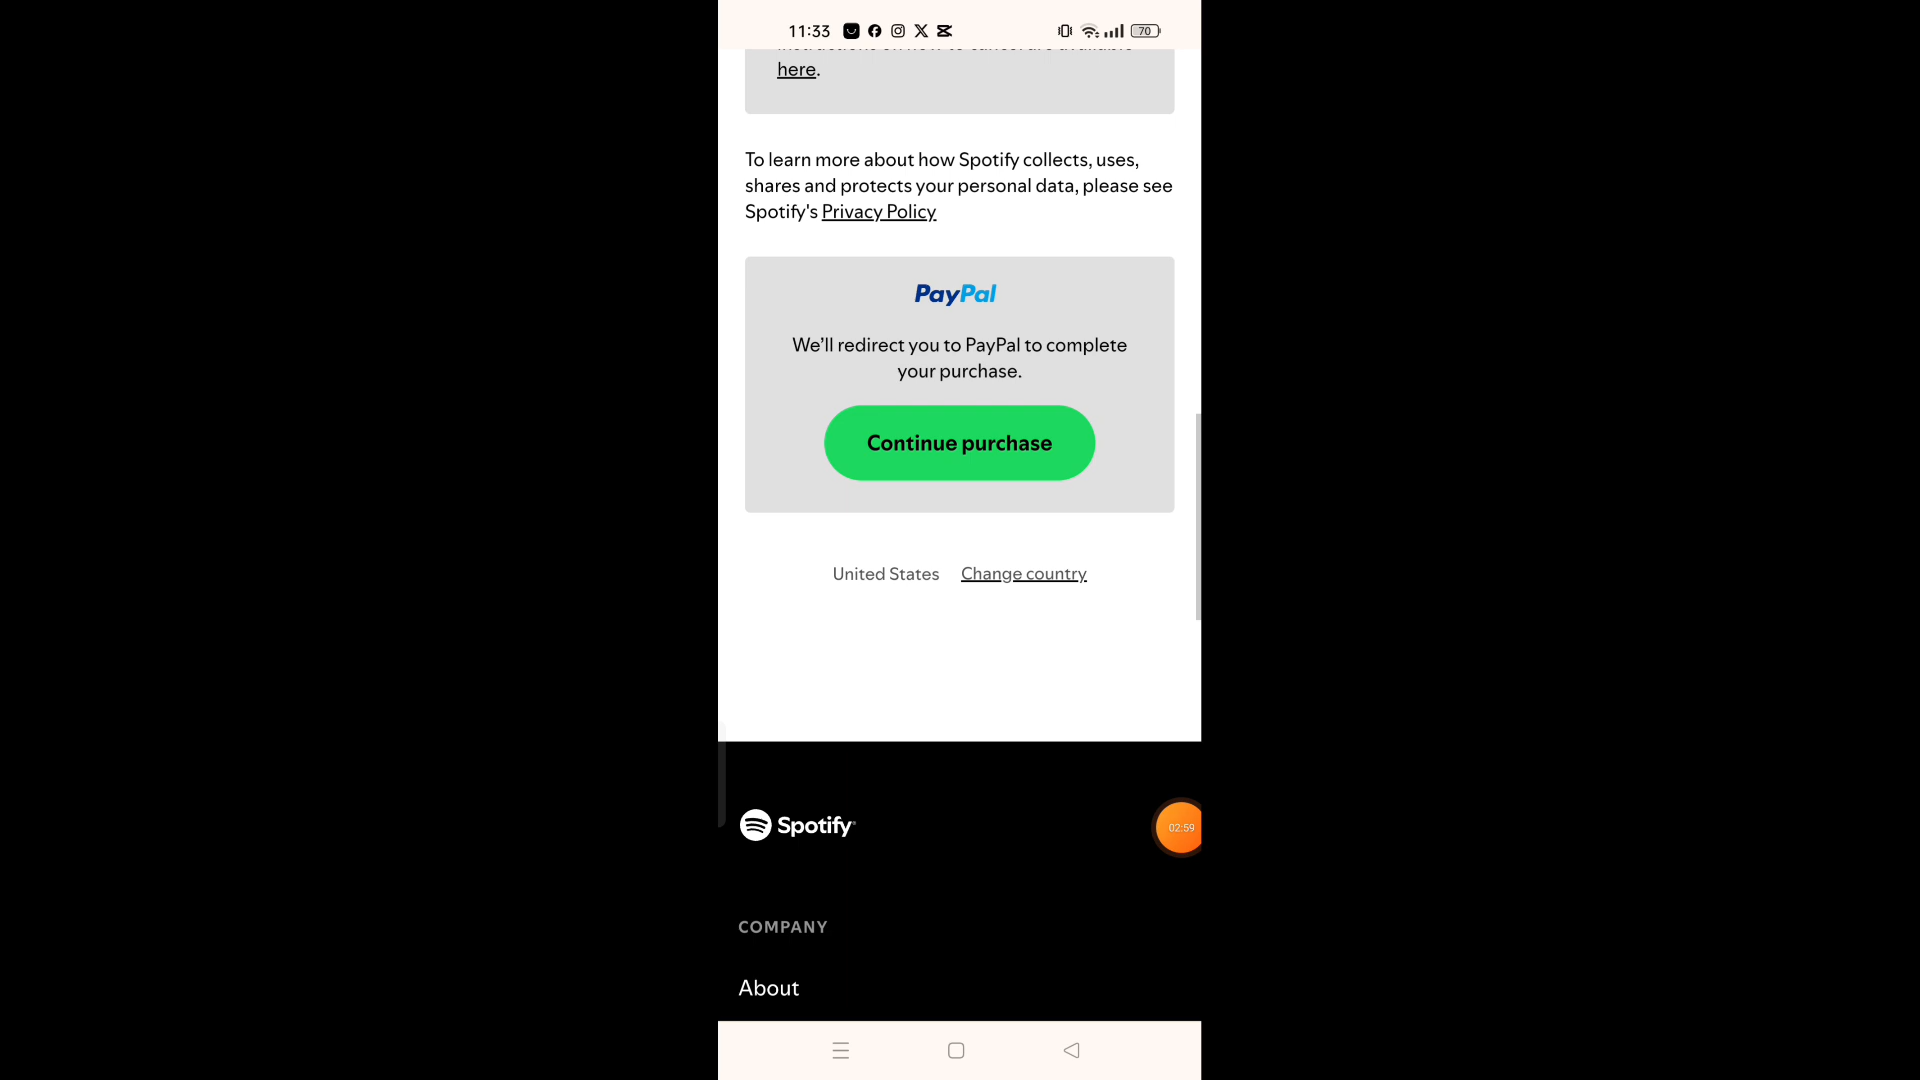 11:33
70
here.
To learn more about how Spotify collects, uses,
shares and protects your personal data, please see
Spotify's Privacy Policy
PayPal
We'll redirect you to PayPal to complete
your purchase.
Continue purchase
United States Change country
Spotify
02:59
COMPANY
About